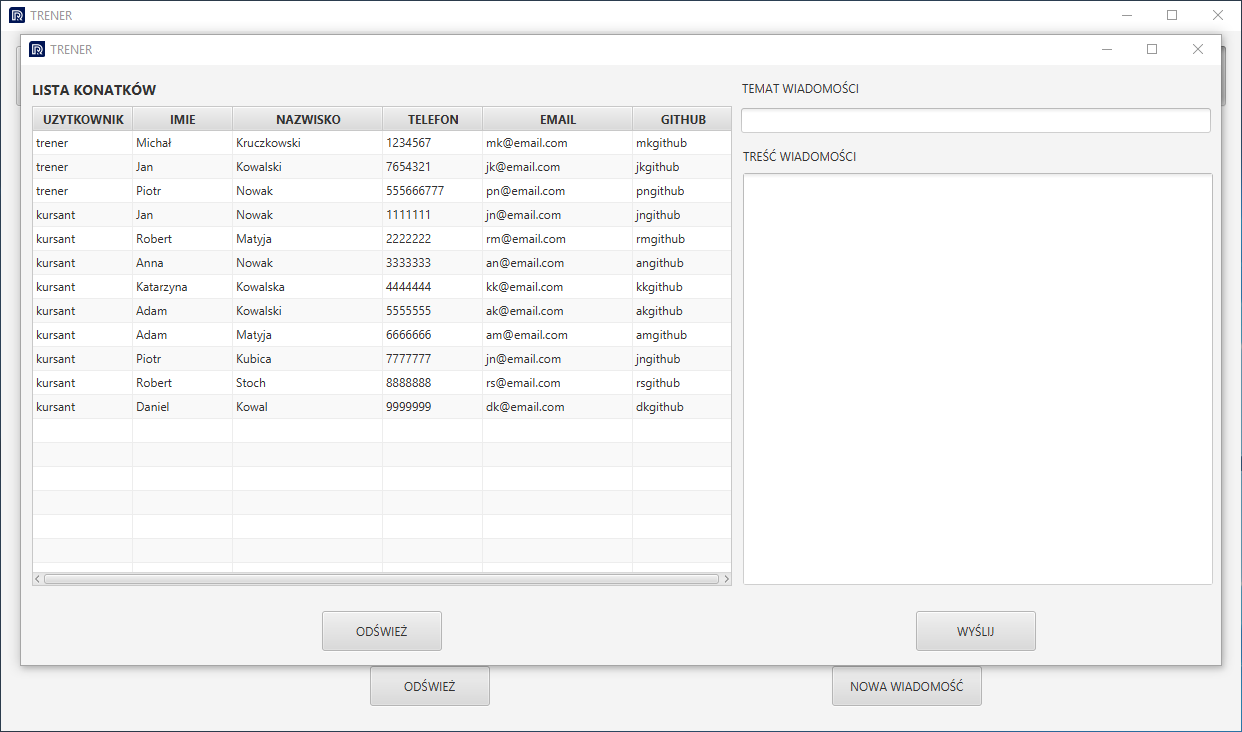 TRENER
TRENER
LISTA KONATKÓW
UZYTKOWNIK IMIE NAZWISKO TELEFON EMAIL GITHUB
trener Michał Kruczkowski 1234567 mk@email.com mkgithub
trener Jan Kowalski 7654321 jk@email.com jkgithub
trener Piotr Nowak 555666777 pn@email.com pngithub
kursant Jan Nowak 1111111 jn@email.com jngithub
kursant Robert Matyja 2222222 rm@email.com rmgithub
kursant Anna Nowak 3333333 an@email.com angithub
kursant Katarzyna Kowalska 4444444 kk@email.com kkgithub
kursant Adam Kowalski 5555555 ak@email.com akgithub
kursant Adam Matyja 6666666 am@email.com amgithub
kursant Piotr Kubica 7777777 jn@email.com jngithub
kursant Robert Stoch 8888888 rs@email.com rsgithub
kursant Daniel Kowal 9999999 dk@email.com dkgithub
ODŚWIEŻ
TEMAT WIADOMOŚCI
TREŚĆ WIADOMOŚCI
WYŚLIJ
ODŚWIEŻ
NOWA WIADOMOŚĆ